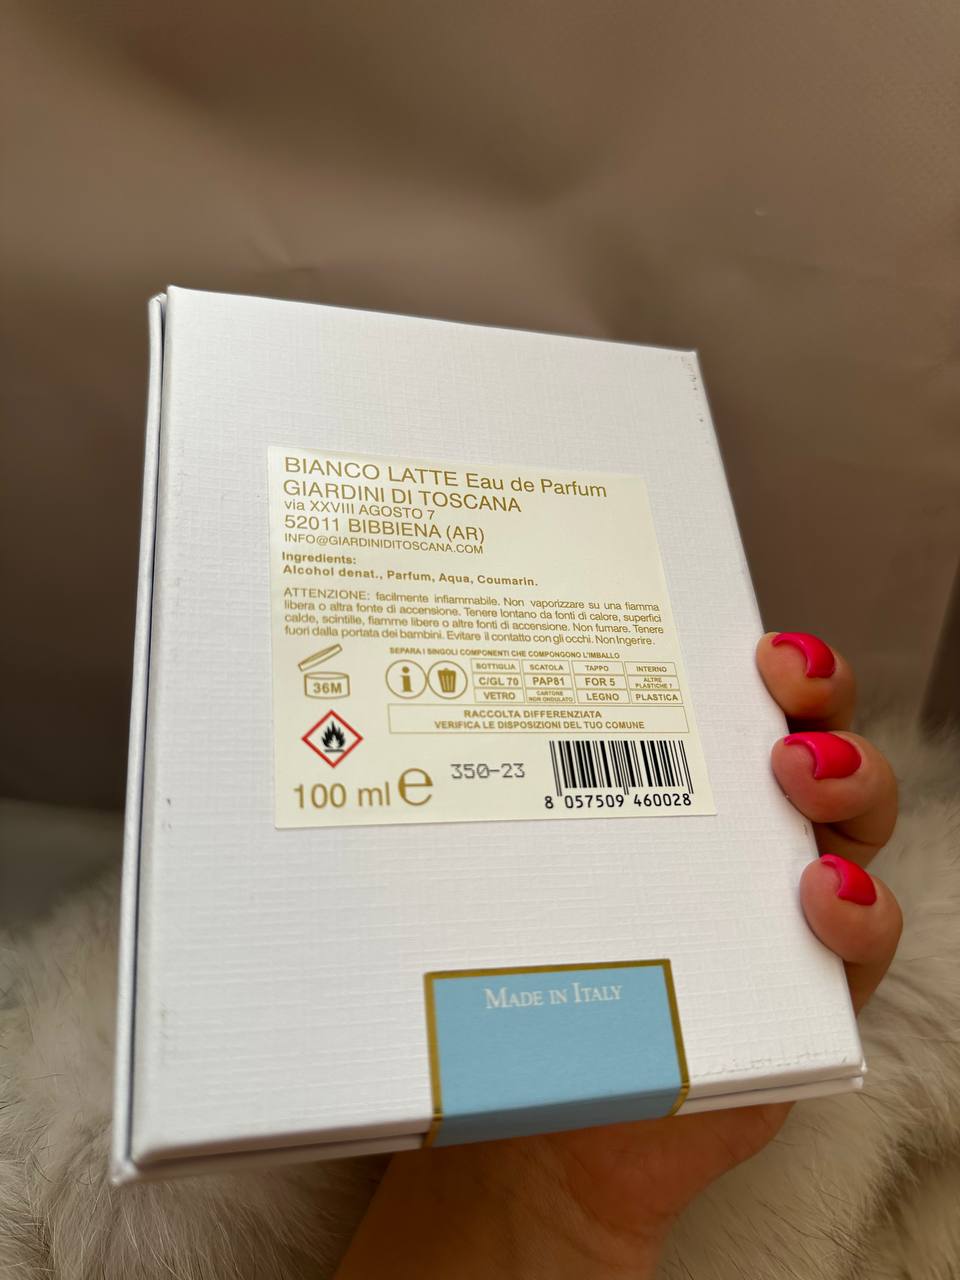 BIANCO LATTE Eau de Parfum
GIARDINI DI TOSCANA
via XXVIII AGOSTO 7
52011 BIBBIENA (AR)
INFO@GIARDINIDITOSCANA.COM
Ingredients:
Alcohol denat., Parfum, Aqua, Coumarin.
ATTENZIONE: facilmente infiammabile. Non vaporizzare su una fiamma
libera o altra fonte di accensione. Tenere lontano da fonti di calore, superfici
calde, scintille, fiamme libere o altre fonti di accensione. Non fumare. Tenere
fuori dalla portata dei bambini. Evitare il contatto con gli occhi. Non Ingerire.
SEPARA I SINGOLI COMPONENTI CHE COMPONGONO L'IMBALLO
36M
i
BOTTIGLIA SCATOLA TAPPO INTERNO
C/GL 70 PAP81 FOR 5 ALTRE PLASTICHE 7
VETRO CARTONE NON ONDULATO LEGNO PLASTICA
RACCOLTA DIFFERENZIATA
VERIFICA LE DISPOSIZIONI DEL TUO COMUNE
100 ml e
350-23
8 057509 460028
MADE IN ITALY